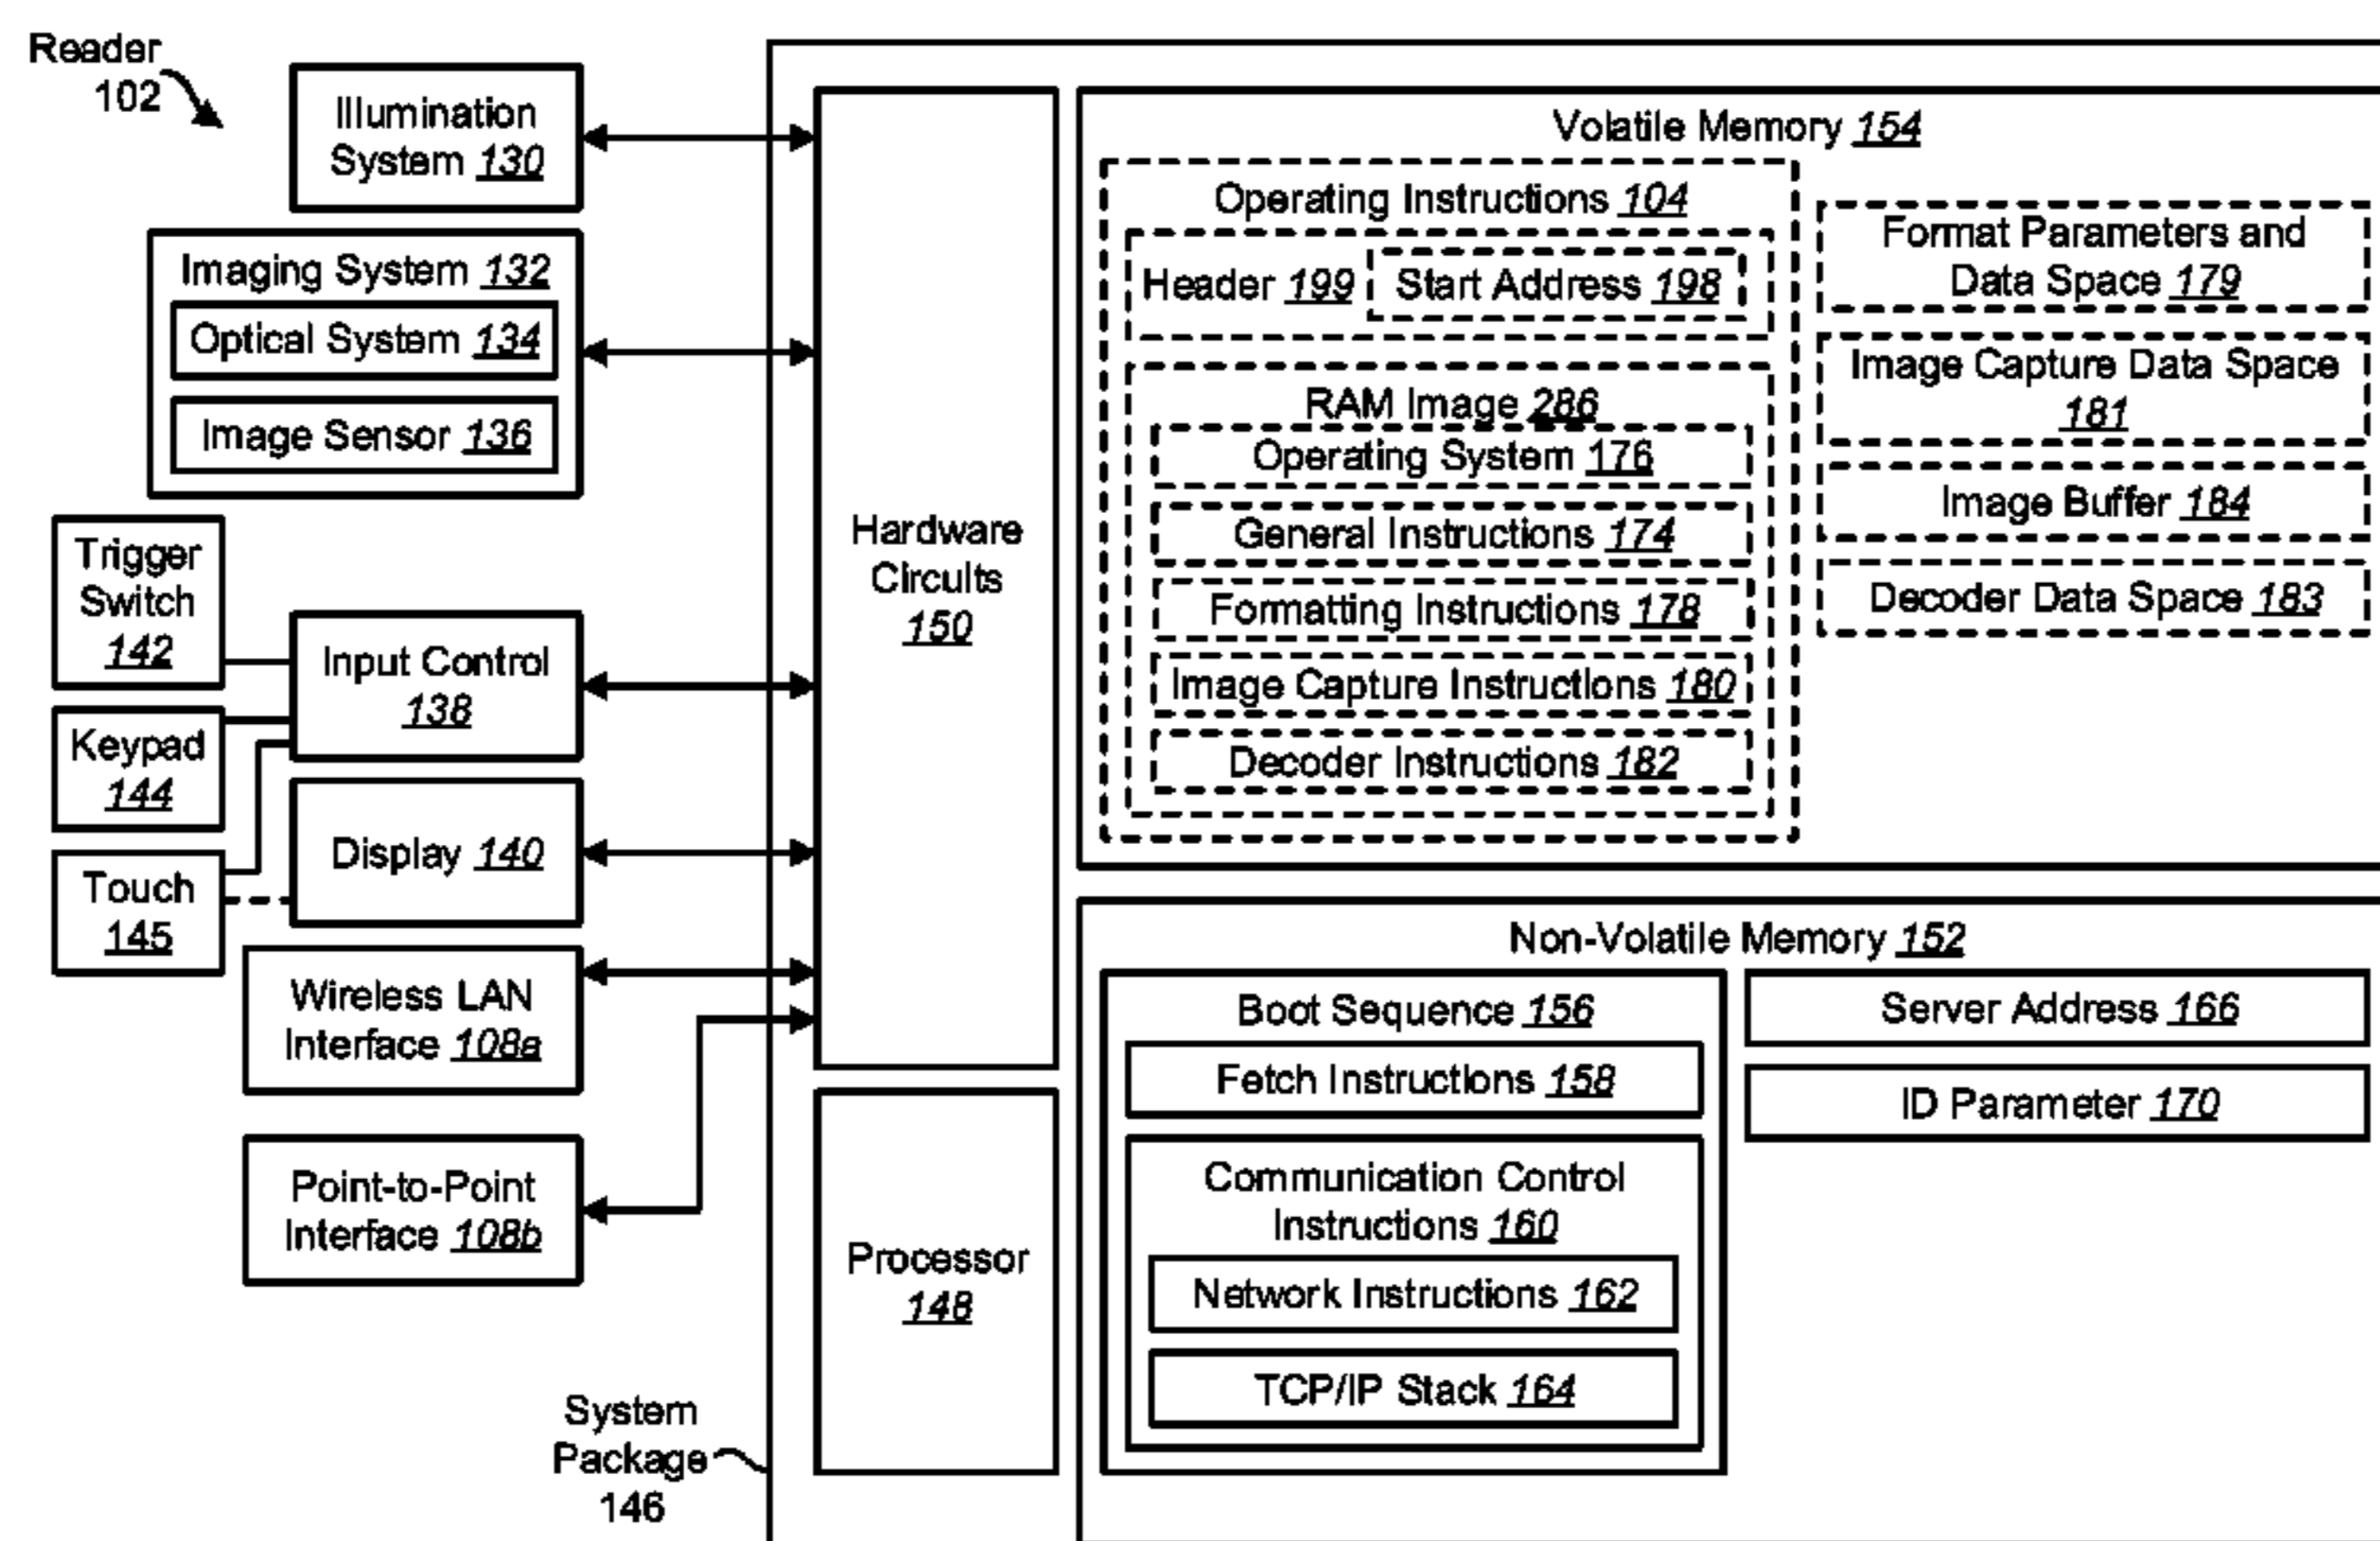 Reader
102
Illumination
System 130
Imaging System 132
Optical System 134
Image Sensor 136
Trigger
Switch
142
Keypad
144
Touch
145
Input Control
138
Display 140
Wireless LAN
Interface 108a
Point-to-Point
Interface 108b
System
Package
146
Hardware
Circuits
150
Processor
148
Volatile Memory 154
Operating Instructions 104
Header 199
Start Address 198
RAM Image 286
Operating System 176
General Instructions 174
Formatting Instructions 178
Image Capture Instructions 180
Decoder Instructions 182
Format Parameters and
Data Space 179
Image Capture Data Space
181
Image Buffer 184
Decoder Data Space 183
Non-Volatile Memory 152
Boot Sequence 156
Fetch Instructions 158
Communication Control
Instructions 160
Network Instructions 162
TCP/IP Stack 164
Server Address 166
ID Parameter 170